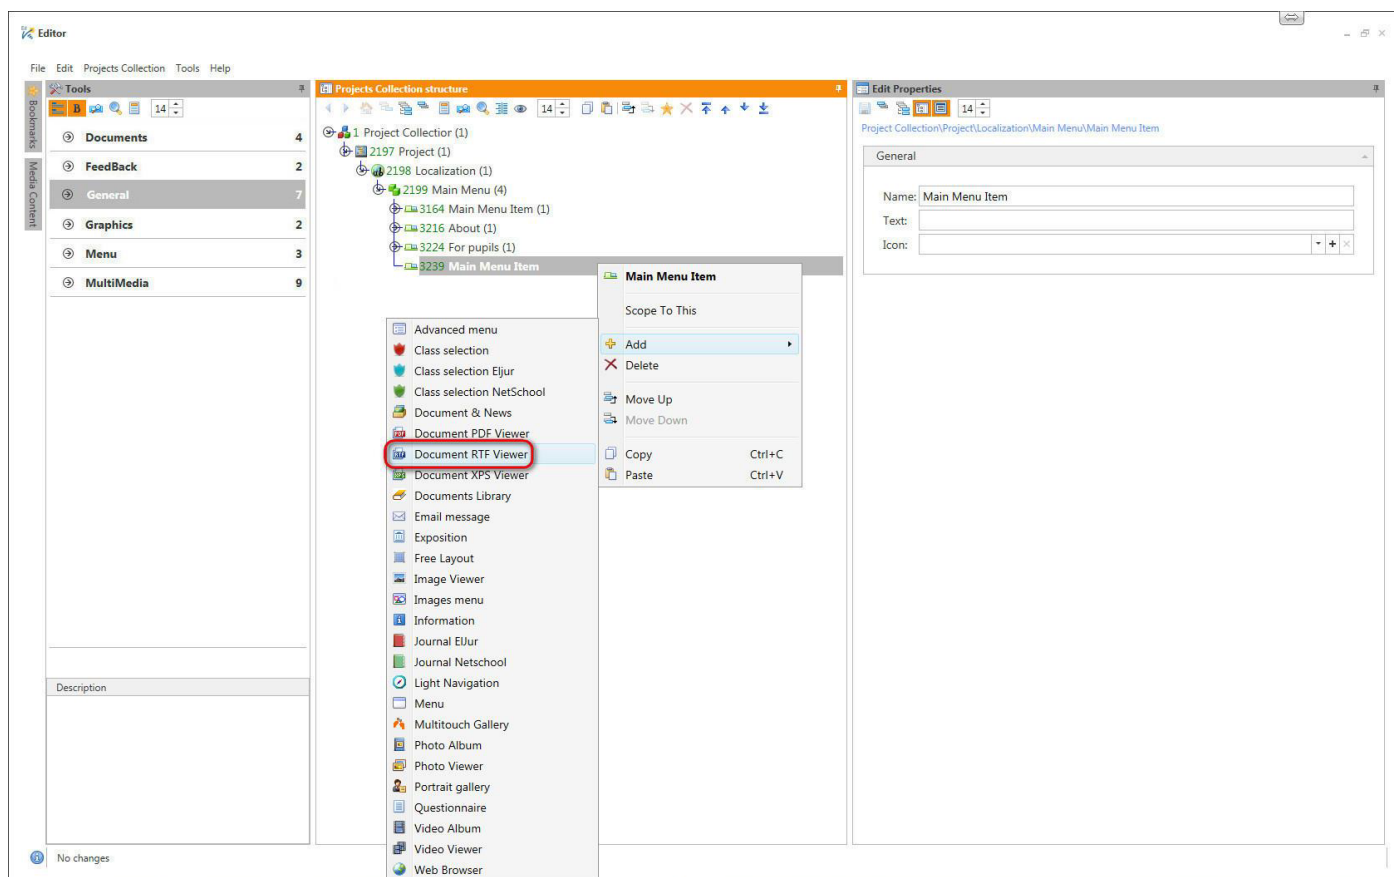 Editor
File Edit Projects Collection Tools Help
Bookmarks
Media Content
Tools
B 14
Documents 4
FeedBack 2
General 7
Graphics 2
Menu 3
MultiMedia 9
Description
Projects Collection structure
14
1 Project Collection (1)
2197 Project (1)
2198 Localization (1)
2199 Main Menu (4)
3164 Main Menu Item (1)
3216 About (1)
3224 For pupils (1)
3239 Main Menu Item
Main Menu Item
Scope To This
Add
Delete
Move Up
Move Down
Copy Ctrl+C
Paste Ctrl+V
Advanced menu
Class selection
Class selection Eljur
Class selection NetSchool
Document & News
Document PDF Viewer
Document RTF Viewer
Document XPS Viewer
Documents Library
Email message
Exposition
Free Layout
Image Viewer
Images menu
Information
Journal ElJur
Journal Netschool
Light Navigation
Menu
Multitouch Gallery
Photo Album
Photo Viewer
Portrait gallery
Questionnaire
Video Album
Video Viewer
Web Browser
Edit Properties
14
Project Collection\Project\Localization\Main Menu\Main Menu Item
General
Name: Main Menu Item
Text:
Icon:
No changes